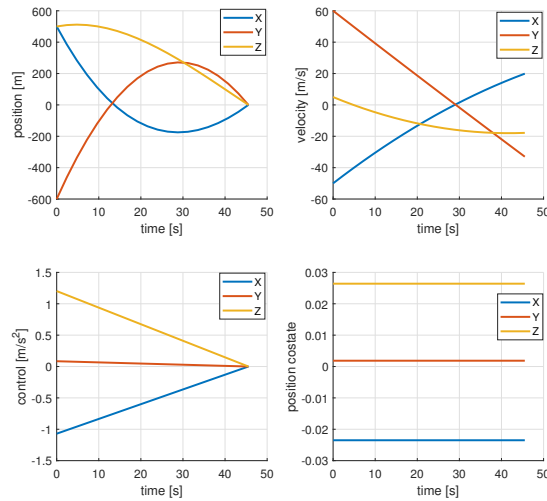 600
400
200
0
-200
-400
-600
position [m]
0
10
20
30
40
50
time [s]
X
Y
Z
60
40
20
0
-20
-40
-60
velocity [m/s]
0
10
20
30
40
50
time [s]
X
Y
Z
1.5
1
0.5
0
-0.5
-1
-1.5
control [m/s²]
0
10
20
30
40
50
time [s]
X
Y
Z
0.03
0.02
0.01
0
-0.01
-0.02
-0.03
position costate
0
10
20
30
40
50
time [s]
X
Y
Z